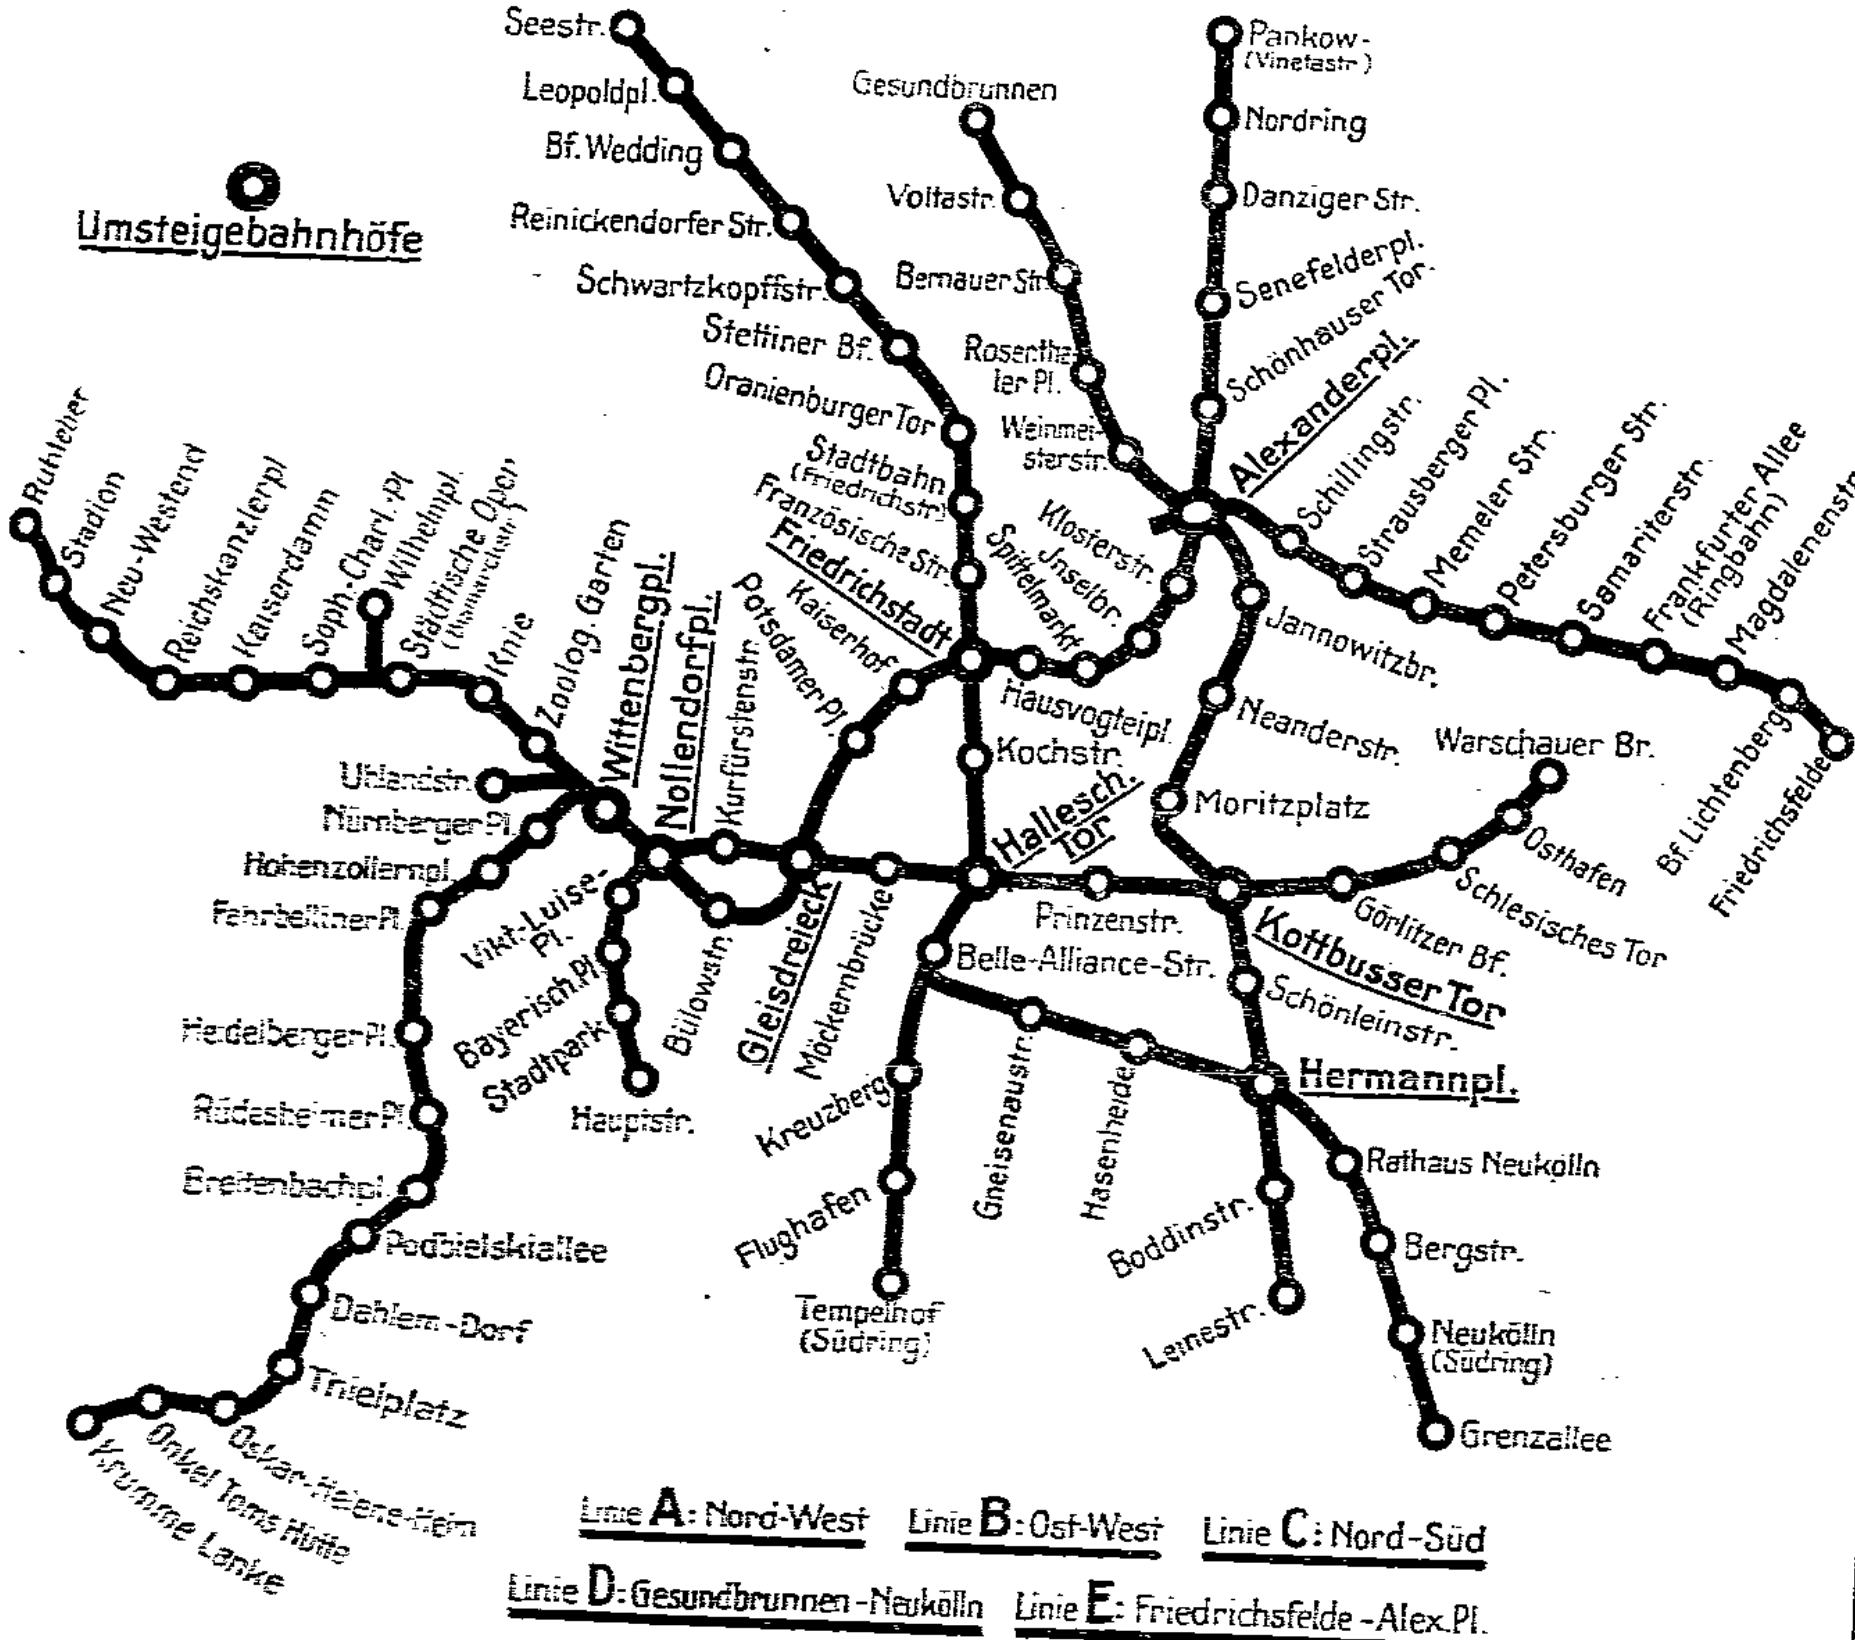 Seestr.
Leopoldpl.
Bf. Wedding
Reinickendorfer Str.
Schwartzkopffstr.
Stettiner Bf.
Oranienburger Tor
Stadtbahn
(Friedrichstr.)
Französische Str.
Friedrichstadt
Kochstr.
Hallesch.
Tor
Belle-Alliance-Str.
Kreuzberg
Flughafen
Tempelhof
(Südring)
Gneisenaustr.
Hasenheide
Hermannpl.
Rathaus Neukölln
Bergstr.
Neukölln
(Südring)
Grenzallee
Gesundbrunnen
Voltastr.
Bernauer Str.
Rosentha-
ler Pl.
Weinmei-
sterstr.
Alexanderpl.
Jannowitzbr.
Neanderstr.
Moritzplatz
Kottbusser Tor
Schönleinstr.
Boddinstr.
Leinestr.
Pankow-
(Vinetastr)
Nordring
Danziger Str.
Senefelderpl.
Schönhauser Tor.
Klosterstr.
Jnselbr.
Spittelmarkt
Hausvogteipl.
Kaiserhof
Potsdamer Pl.
Gleisdreieck
Schillingstr.
Strausberger Pl.
Memeler Str.
Petersburger Str.
Samariterstr.
Frankfurter Allee
(Ringbahn)
Magdalenenstr
Bf. Lichtenberg
Friedrichsfelde
Warschauer Br.
Osthafen
Schlesisches Tor
Görlitzer Bf.
Prinzenstr.
Möckernbrücke
Kurfürstenstr.
Bülowstr.
Nollendorfpl.
Wittenbergpl.
Zoolog. Garten
Knie
Städtische Oper
Wilhelmpl.
Soph.-Charl.-Pl
Kaiserdamm
Reichskanzlerpl
Neu-Westend
Stadion
Ruhleben
Umsteigebahnhöfe
Uhlandstr.
Nürnberger Pl.
Hohenzollernpl.
Fehrbelliner Pl.
Heidelberger Pl.
Rüdesheimer Pl.
Breitenbachpl.
Podbielskiallee
Dahlem-Dorf
Thielplatz
Oskar-Helene-Heim
Onkel Toms Hütte
Krumme Lanke
Vikt.-Luise-
Pl.
Bayerisch. Pl.
Stadtpark
Hauptstr.
Linie A: Nord-West
Linie B: Ost-West
Linie C: Nord-Süd
Linie D: Gesundbrunnen-Neukölln
Linie E: Friedrichsfelde-Alex.Pl.